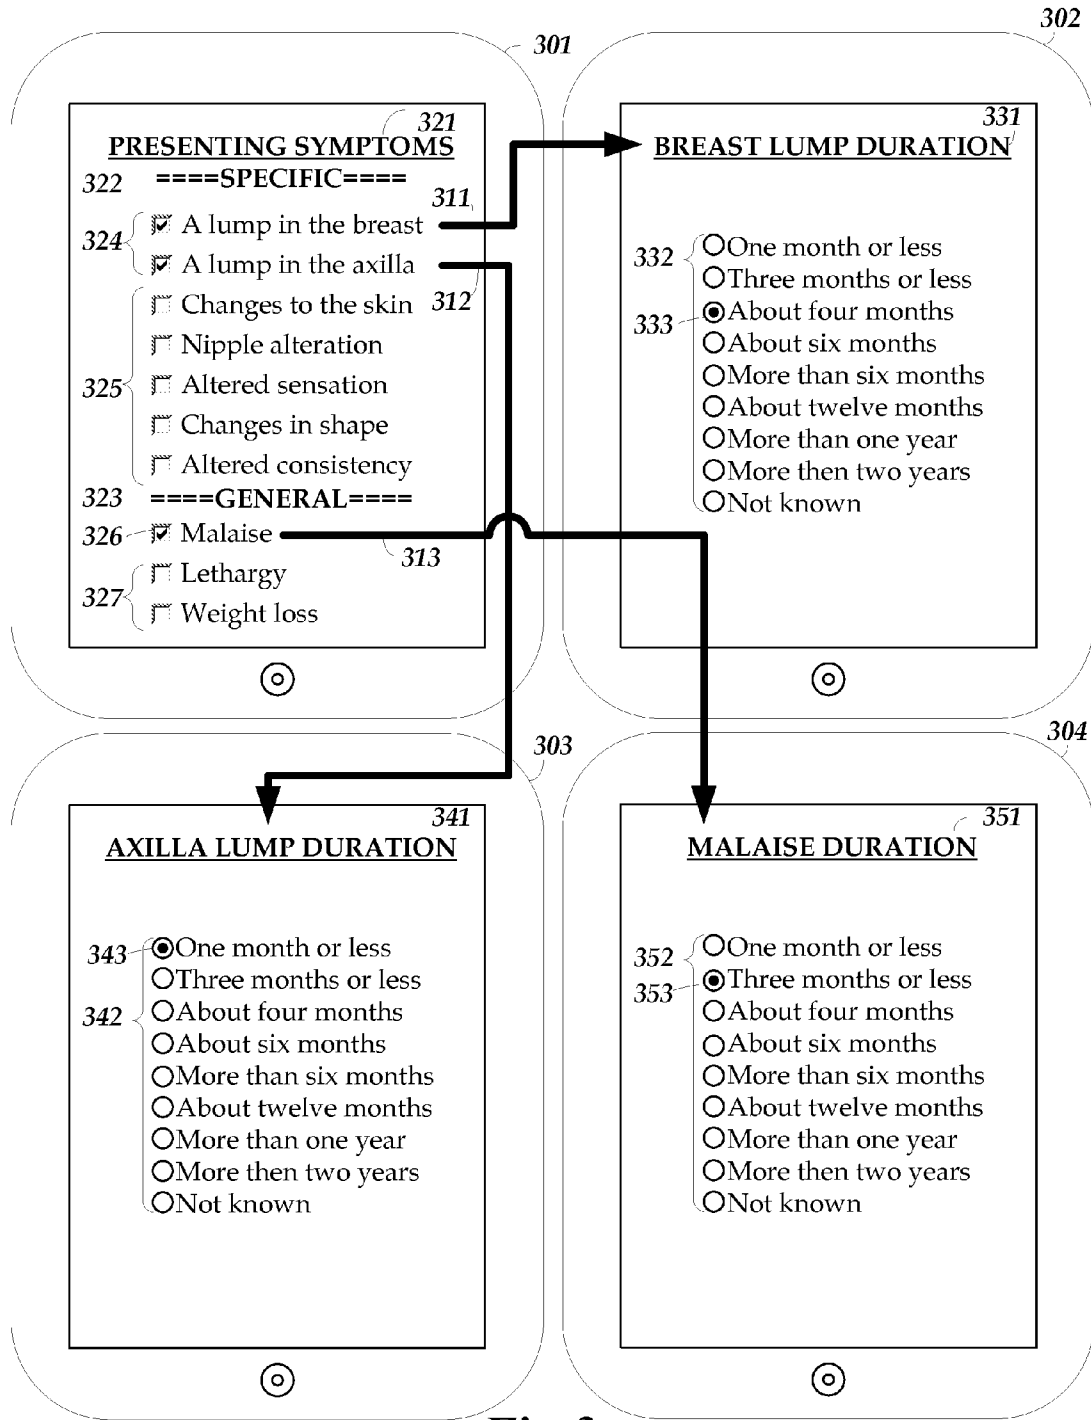 301
321
PRESENTING SYMPTOMS
322 ====SPECIFIC====
311
324 A lump in the breast
A lump in the axilla
312
325 Changes to the skin
Nipple alteration
Altered sensation
Changes in shape
Altered consistency
323 ====GENERAL====
326 Malaise
313
327 Lethargy
Weight loss
302
331
BREAST LUMP DURATION
332 One month or less
Three months or less
333 About four months
About six months
More than six months
About twelve months
More than one year
More then two years
Not known
303
341
AXILLA LUMP DURATION
343 One month or less
Three months or less
342 About four months
About six months
More than six months
About twelve months
More than one year
More then two years
Not known
304
351
MALAISE DURATION
352 One month or less
353 Three months or less
About four months
About six months
More than six months
About twelve months
More than one year
More then two years
Not known